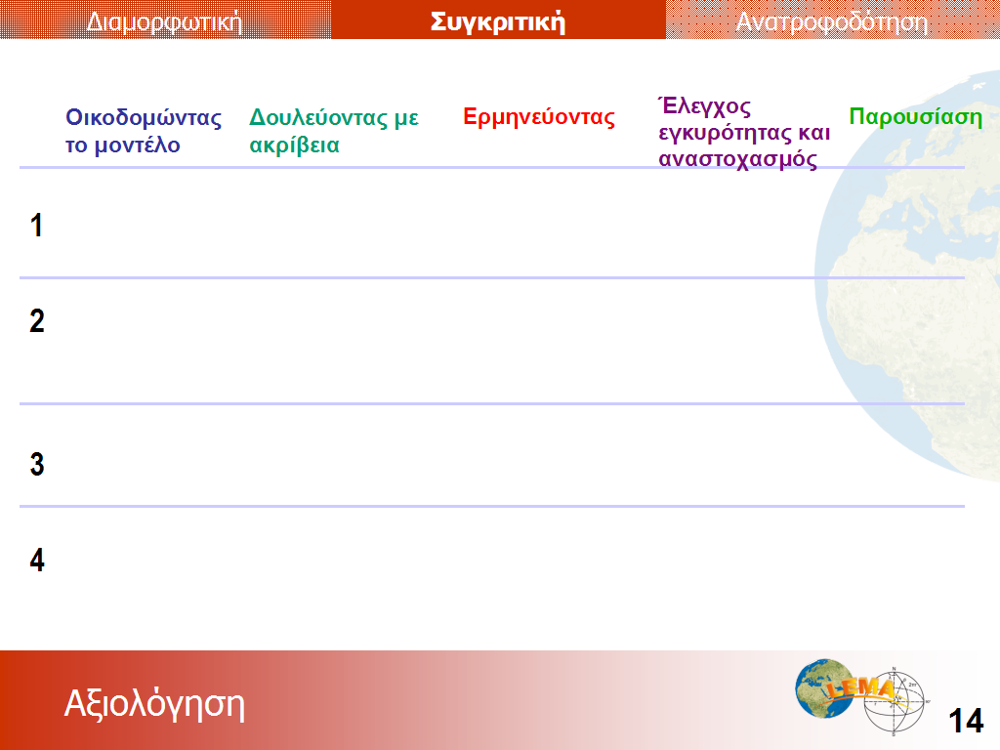 Διαμορφωτική
Συγκριτική
Ανατροφοδότηση
Οικοδομώντας
το μοντέλο
Δουλεύοντας με
ακρίβεια
Ερμηνεύοντας
Έλεγχος
εγκυρότητας και
αναστοχασμός
Παρουσίαση
1
2
3
4
Αξιολόγηση
LEMA
14